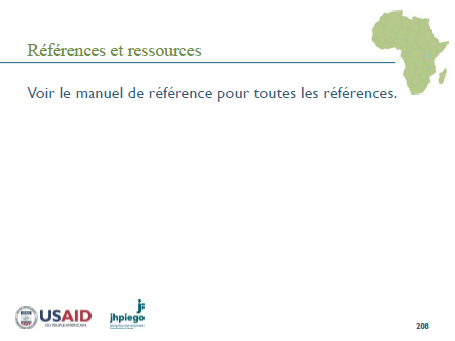 Références et ressources
Voir le manuel de référence pour toutes les références.
USAID
jhpiego
208